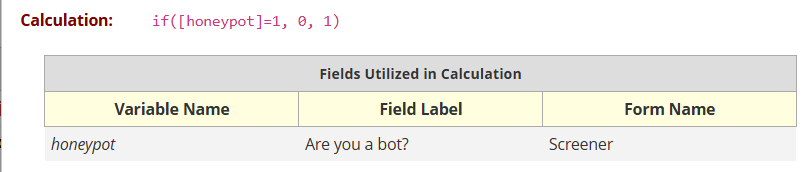 Calculation: if([honeypot]=1, 0, 1)
Fields Utilized in Calculation
Variable Name Field Label Form Name
honeypot Are you a bot? Screener